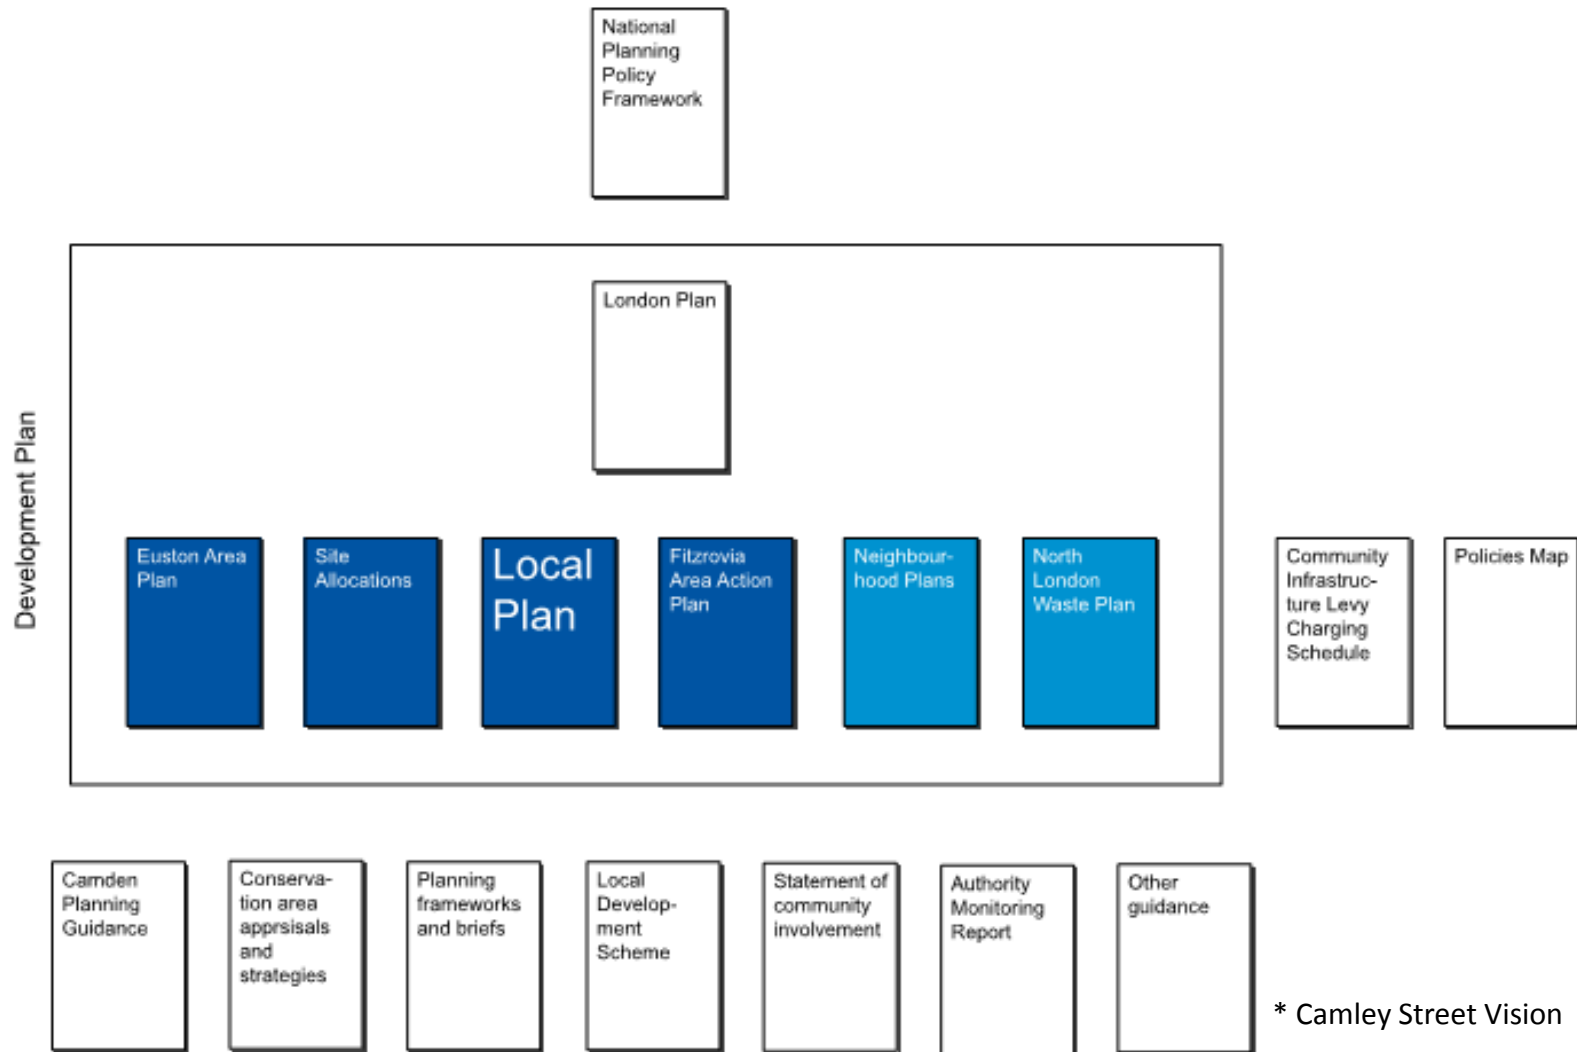 National
Planning
Policy
Framework
Development Plan
London Plan
Euston Area
Plan
Site
Allocations
Local
Plan
Fitzrovia
Area Action
Plan
Neighbour-
hood Plans
North
London
Waste Plan
Community
Infrastruc-
ture Levy
Charging
Schedule
Policies Map
Camden
Planning
Guidance
Conserva-
tion area
apprsisals
and
strategies
Planning
frameworks
and briefs
Local
Develop-
ment
Scheme
Statement of
community
involvement
Authority
Monitoring
Report
Other
guidance
* Camley Street Vision